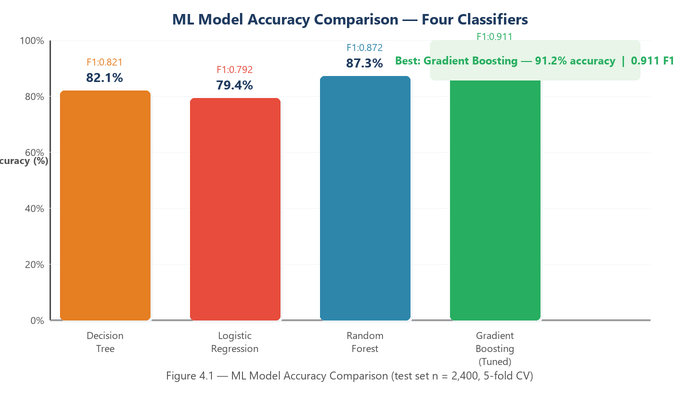 ML Model Accuracy Comparison — Four Classifiers
F1:0.911
100%
F1:0.872
Best: Gradient Boosting — 91.2% accuracy | 0.911 F1
F1:0.821
87.3%
F1:0.792
82.1%
79.4%
80%
60%
curacy (%)
40%
20%
0%
Decision
Tree
Logistic
Regression
Random
Forest
Gradient
Boosting
(Tuned)
Figure 4.1 — ML Model Accuracy Comparison (test set n = 2,400, 5-fold CV)